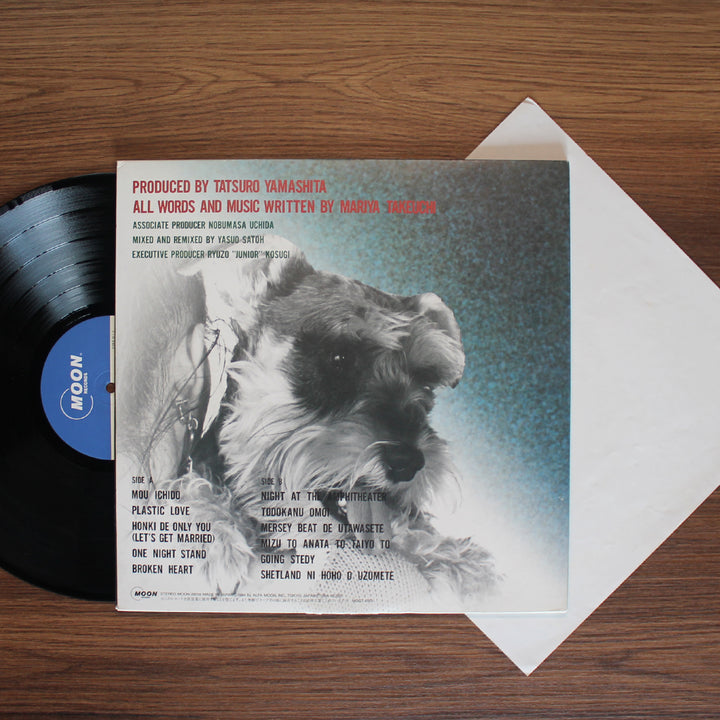 PRODUCED BY TATSURO YAMASHITA
ALL WORDS AND MUSIC WRITTEN BY MARIYA TAKEUCHI
ASSOCIATE PRODUCER NOBUMASA UCHIDA
MIXED AND REMIXED BY YASUO SATOH
EXECUTIVE PRODUCER RYUZO "JUNIOR" KOSUGI
MOON
RECORDS
SIDE A
MOU ICHIDO
PLASTIC LOVE
HONKI DE ONLY YOU
(LET'S GET MARRIED)
ONE NIGHT STAND
BROKEN HEART
SIDE B
NIGHT AT THE AMPHITHEATER
TODOKANU OMOI
MERSEY BEAT DE UTAWASETE
MIZU TO ANATA TO TAIYO TO
GOING STEDY
SHETLAND NI HOHO O UZUMETE
MOON